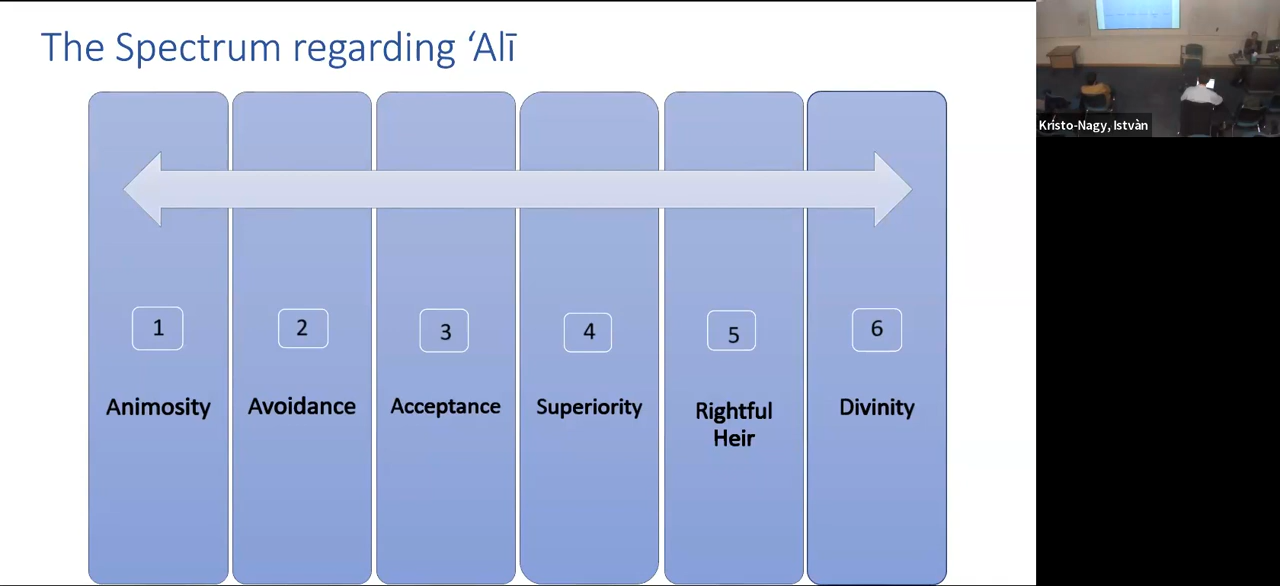 The Spectrum regarding ‘Alī
1
2
3
4
5
6
Animosity
Avoidance
Acceptance
Superiority
Rightful
Heir
Divinity
Kristo-Nagy, Istvàn